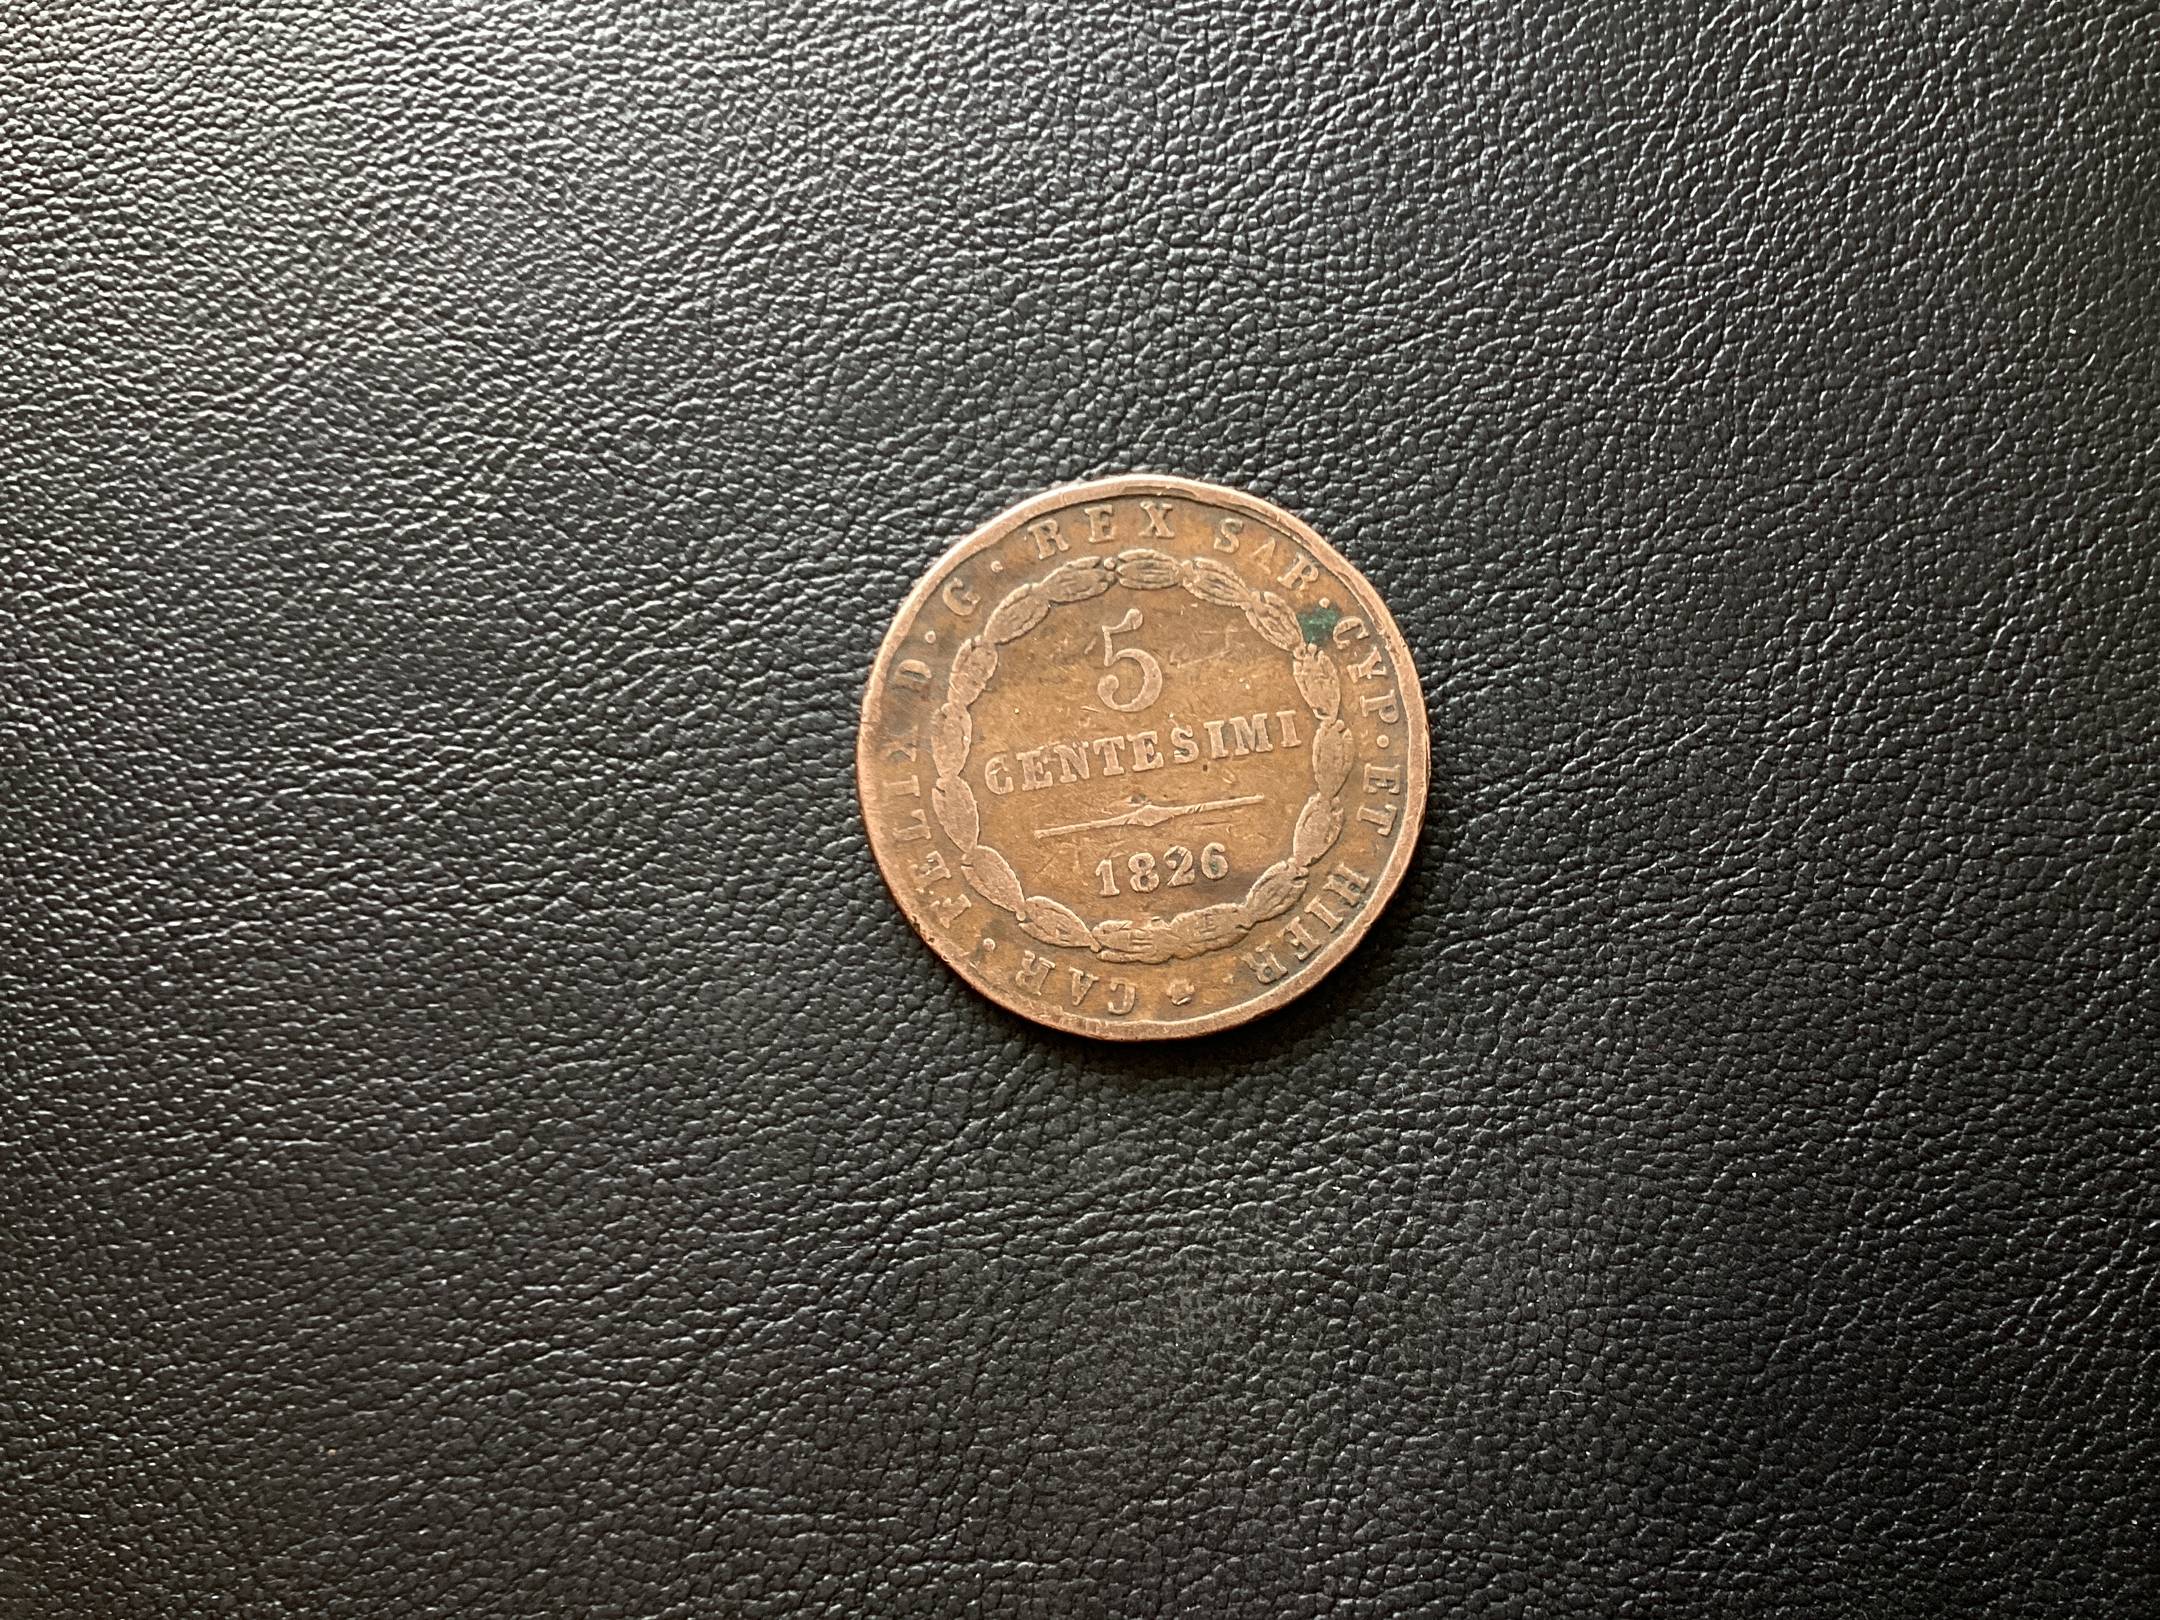 CAR · FELIX D · G · REX SAR · CYP · ET HIER ·
5
CENTESIMI
1826